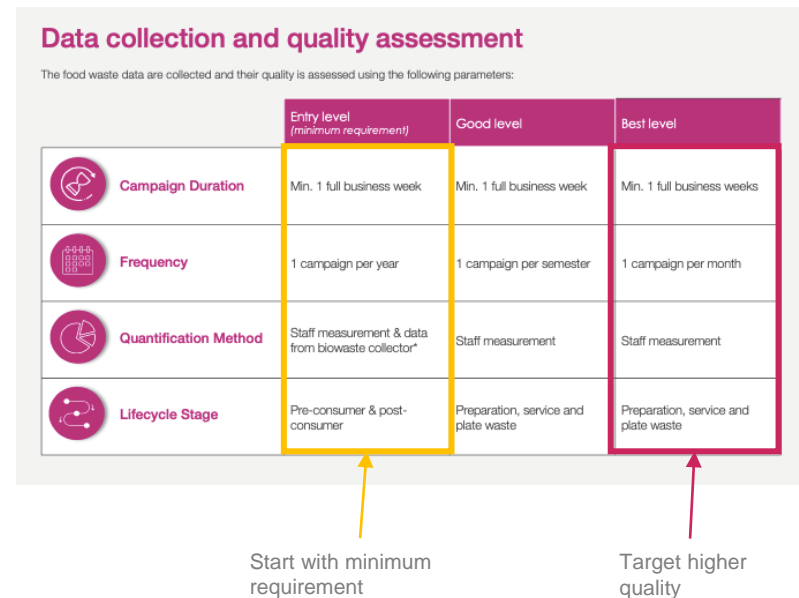 Data collection and quality assessment
The food waste data are collected and their quality is assessed using the following parameters:
Entry level
(minimum requirement)
Good level
Best level
Campaign Duration
Min. 1 full business week
Min. 1 full business week
Min. 1 full business weeks
Frequency
1 campaign per year
1 campaign per semester
1 campaign per month
Quantification Method
Staff measurement & data
from biowaste collector*
Staff measurement
Staff measurement
Lifecycle Stage
Pre-consumer & post-
consumer
Preparation, service and
plate waste
Preparation, service and
plate waste
Start with minimum
requirement
Target higher
quality